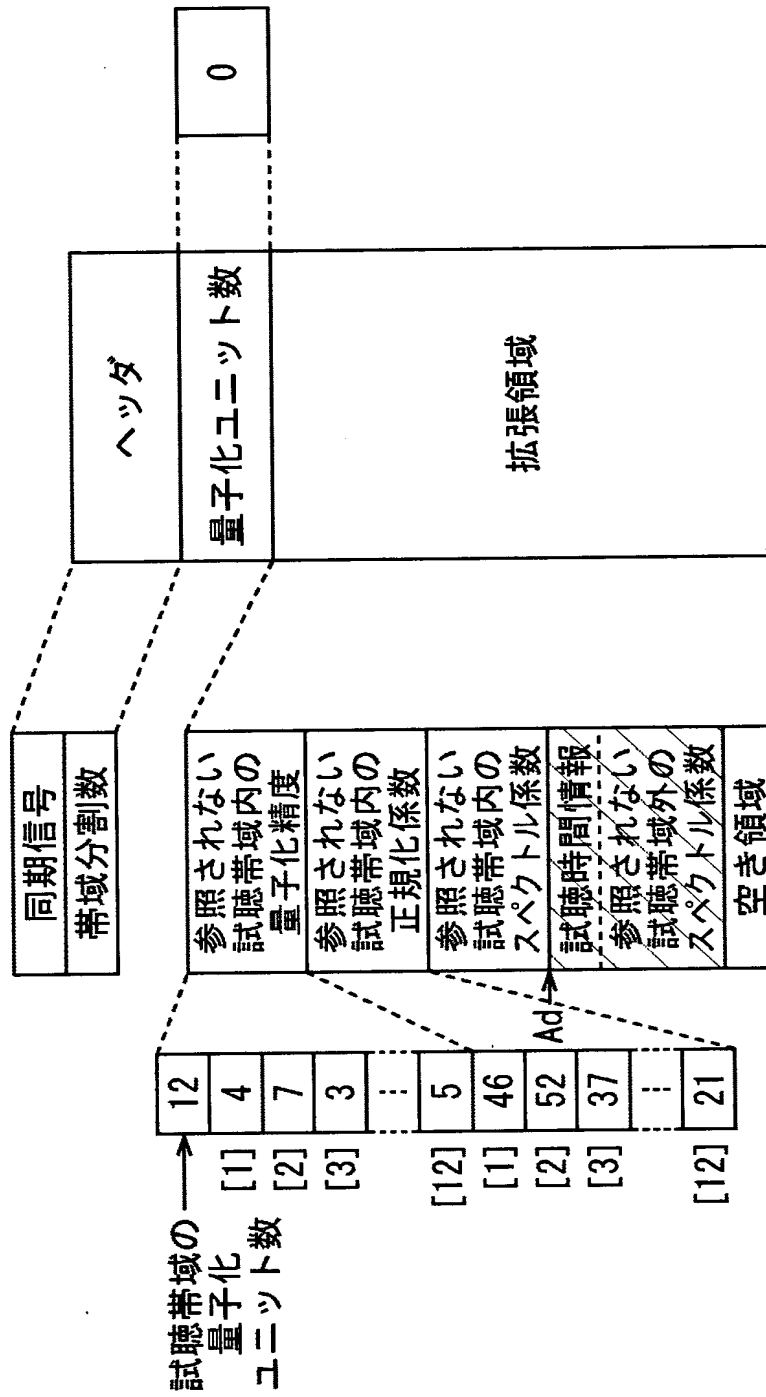 同期信号
帯域分割数
ヘッダ
量子化ユニット数
0
拡張領域
参照されない
試聴帯域内の
量子化精度
参照されない
試聴帯域内の
正規化係数
参照されない
試聴帯域内の
スペクトル係数
試聴時間情報
参照されない
試聴帯域外の
スペクトル係数
空き領域
Ad
試聴帯域の
量子化
ユニット数
12
[1] 4
[2] 7
[3] 3
[12] 5
[1] 46
[2] 52
[3] 37
[12] 21